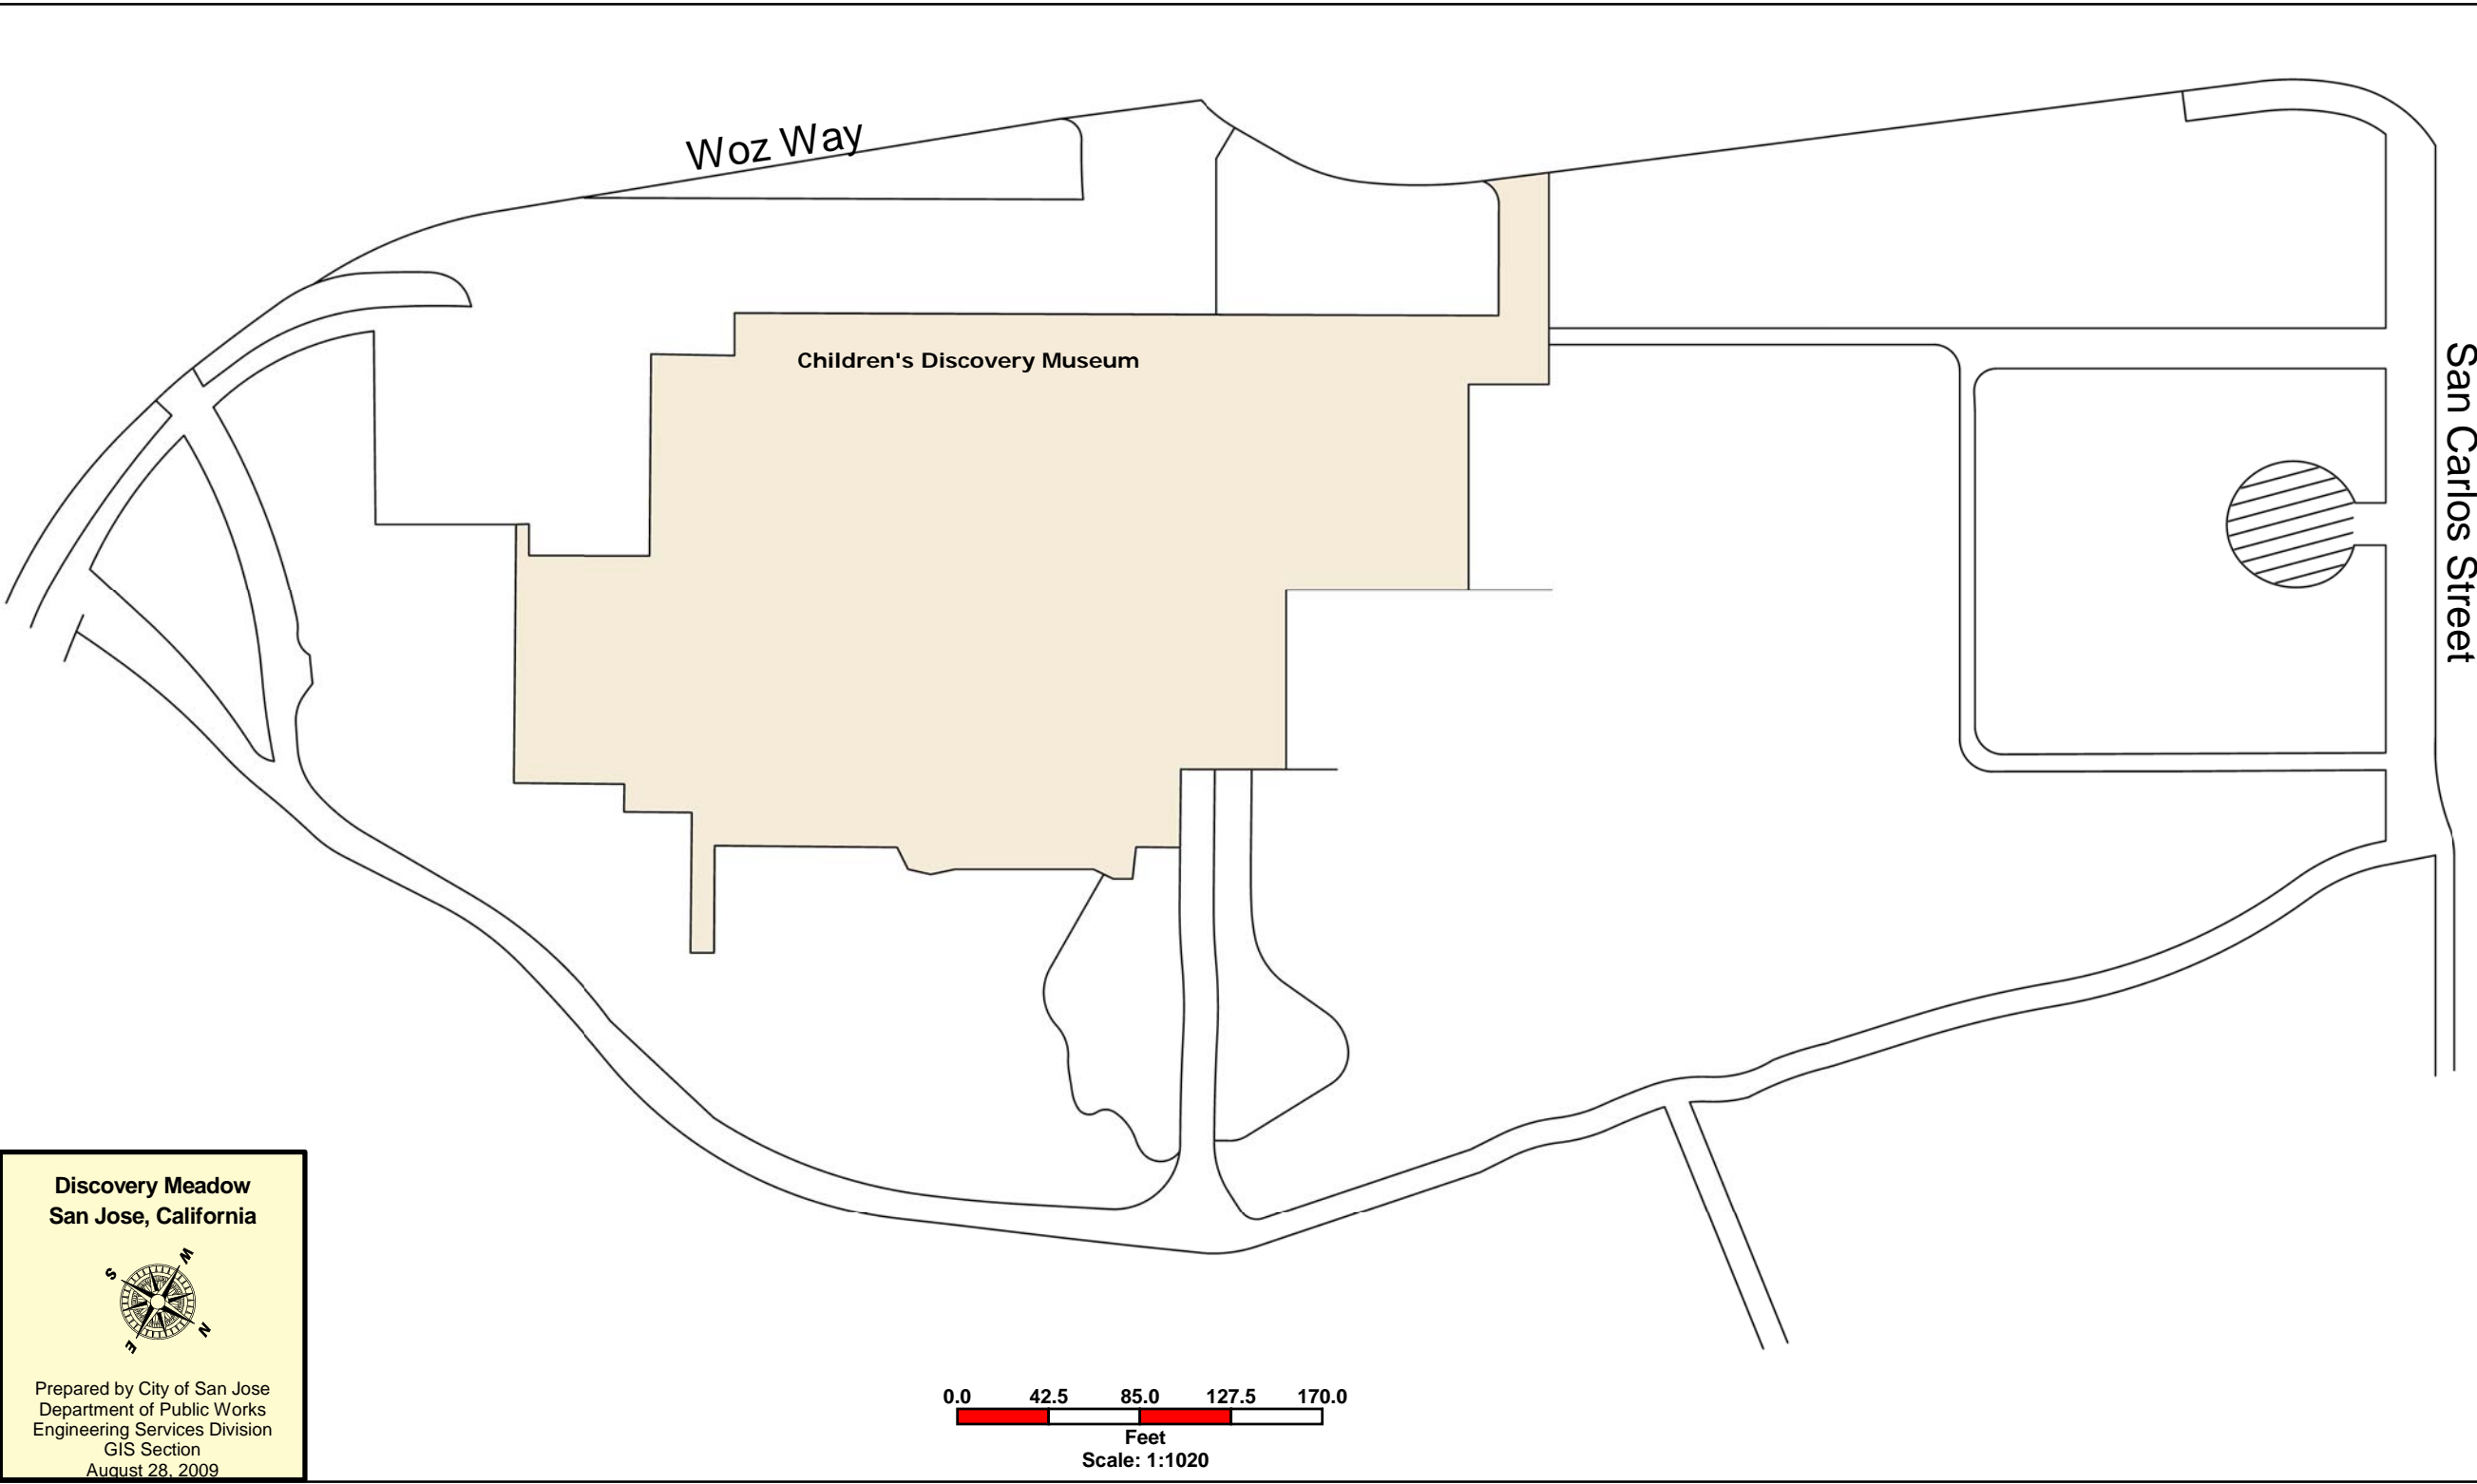 Woz Way
Children's Discovery Museum
San Carlos Street
Discovery Meadow
San Jose, California
W
S
N
E
Prepared by City of San Jose
Department of Public Works
Engineering Services Division
GIS Section
August 28, 2009
0.0 42.5 85.0 127.5 170.0
Feet
Scale: 1:1020